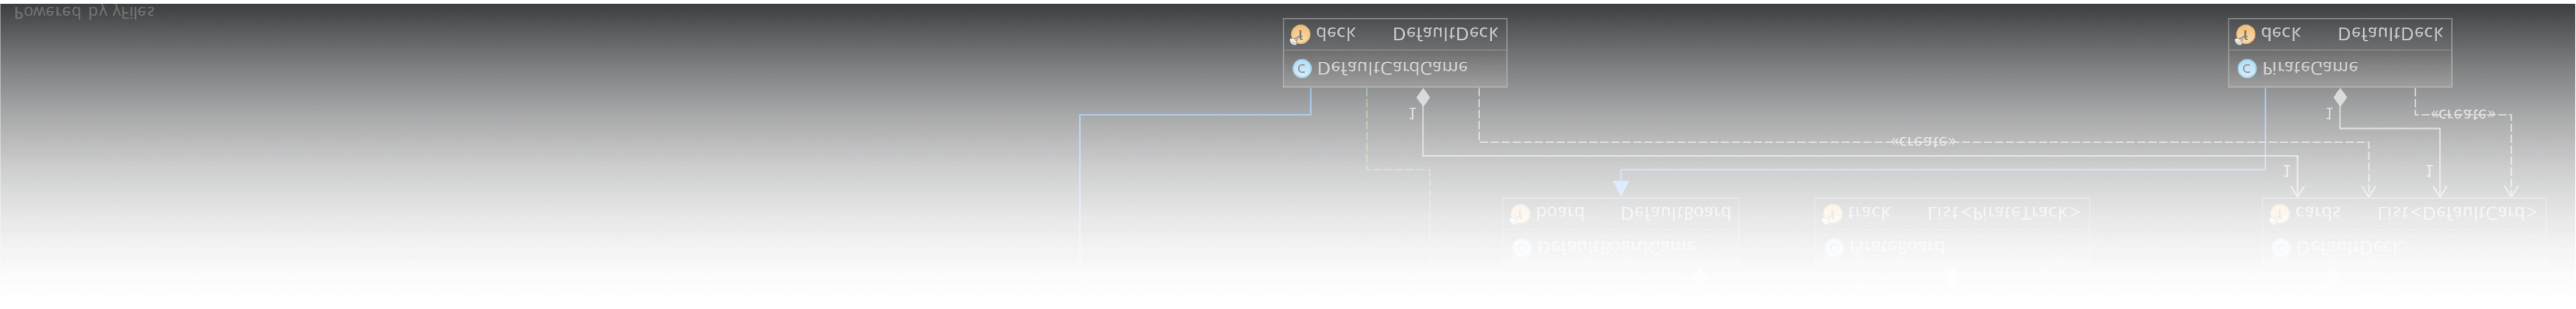 Powered by yFiles
deck DefaultDeck
DefaultCardGame
deck DefaultDeck
PirateGame
1
1
«create»
«create»
1
1
board DefaultBoard
DefaultBoardGame
track List<PirateTrack>
PirateBoard
cards List<DefaultCard>
DefaultDeck